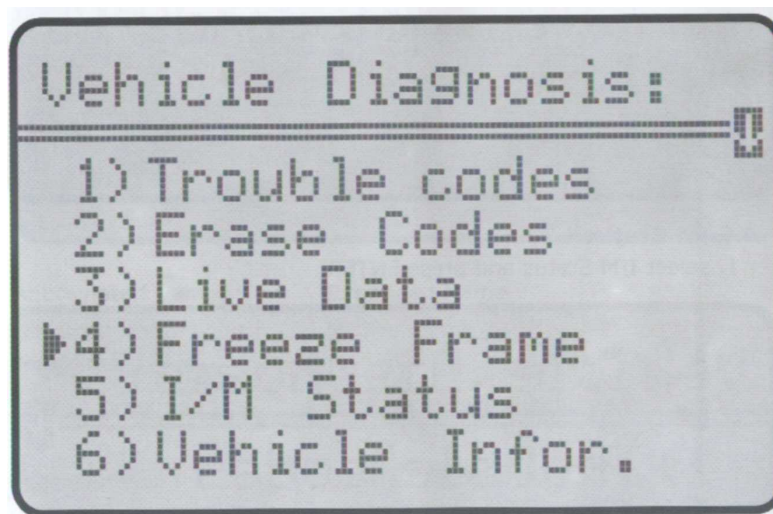 Vehicle Diagnosis:
1)Trouble codes
2)Erase Codes
3)Live Data
4)Freeze Frame
5)I/M Status
6)Vehicle Infor.